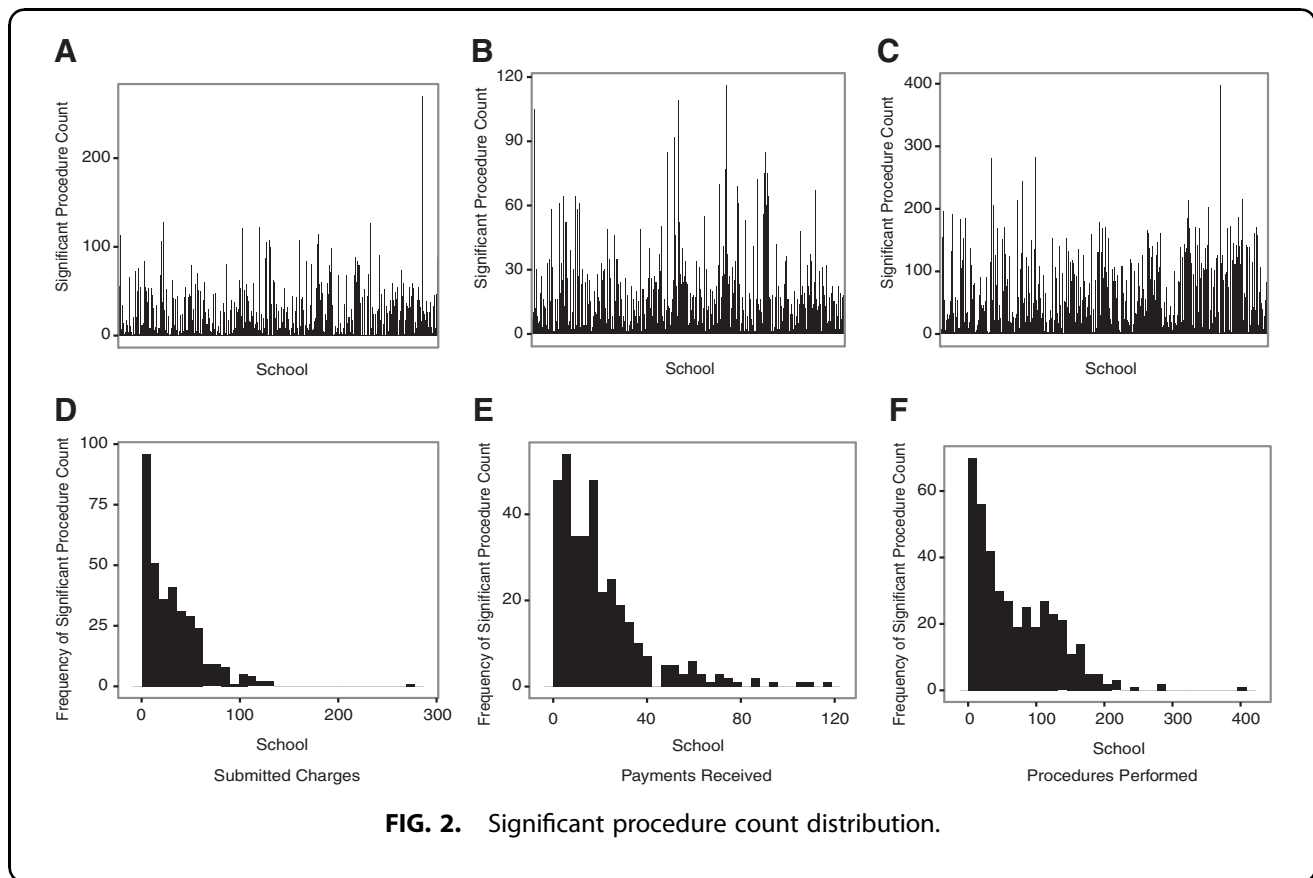 A
B
C
Significant Procedure Count
200
100
0
School
Significant Procedure Count
120
90
60
30
0
School
Significant Procedure Count
400
300
200
100
0
School
D
E
F
Frequency of Significant Procedure Count
100
75
50
25
0
0 100 200 300
School
Submitted Charges
Frequency of Significant Procedure Count
40
20
0
0 40 80 120
School
Payments Received
Frequency of Significant Procedure Count
60
40
20
0
0 100 200 300 400
School
Procedures Performed
FIG. 2. Significant procedure count distribution.